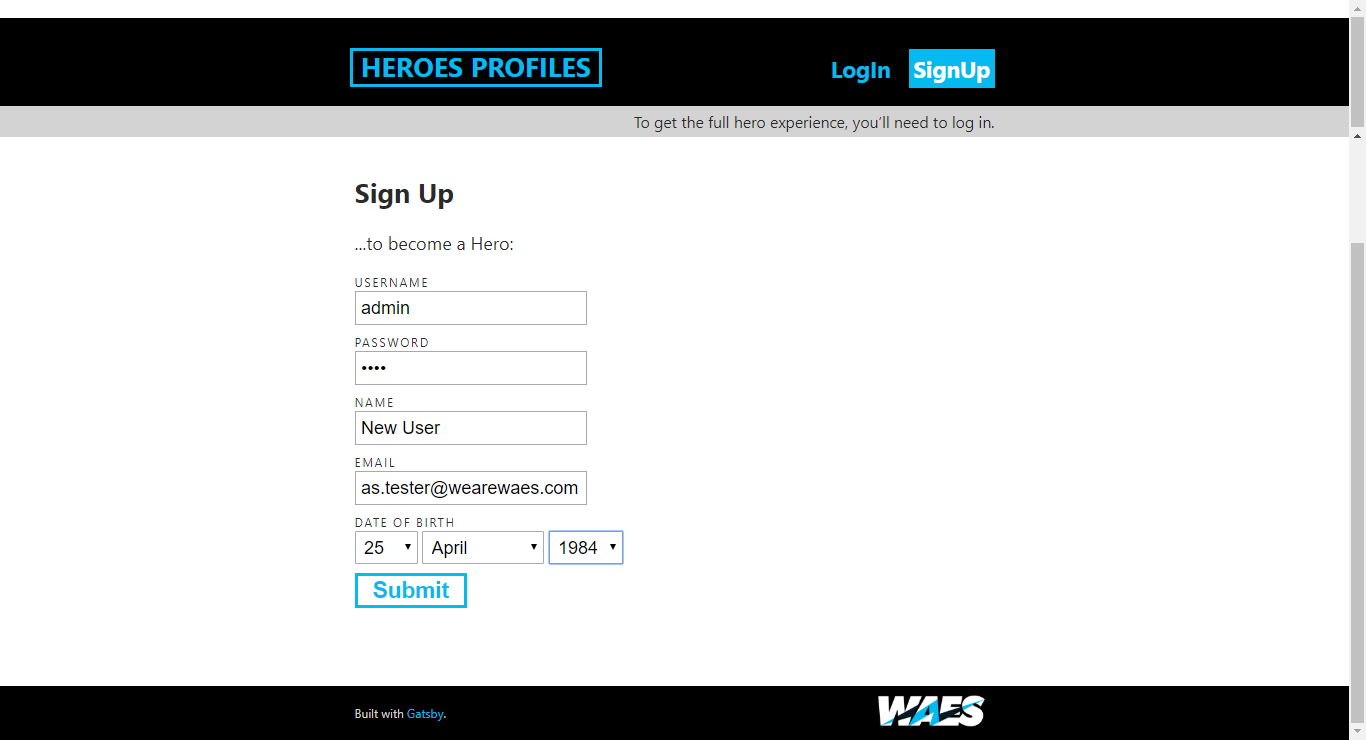 HEROES PROFILES
LogIn SignUp
To get the full hero experience, you'll need to log in.
Sign Up
...to become a Hero:
USERNAME
admin
PASSWORD
••••
NAME
New User
EMAIL
as.tester@wearewaes.com
DATE OF BIRTH
25 April 1984
Submit
Built with Gatsby.
WAES